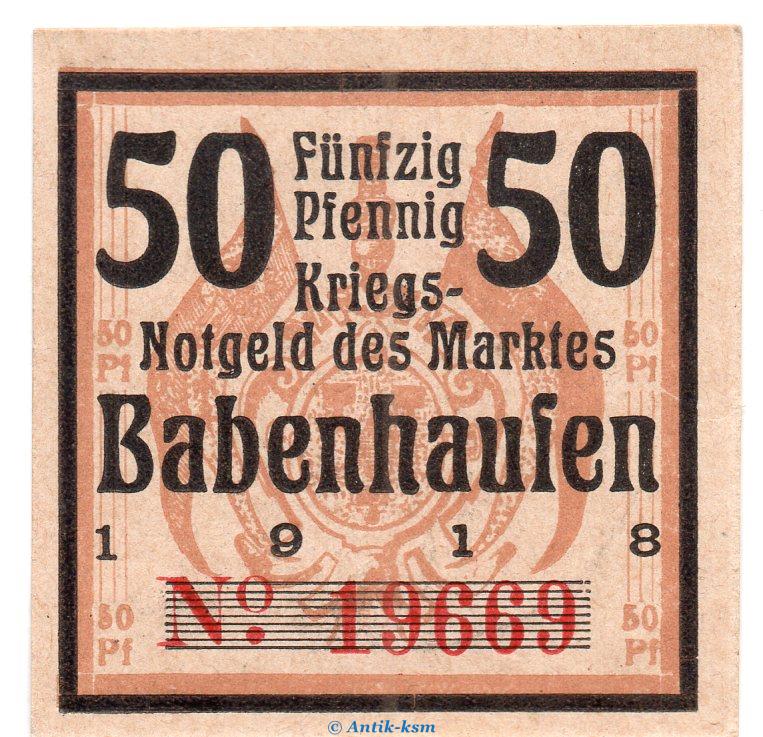 50 Fünfzig 50
Pfennig
Kriegs-
Notgeld des Marktes
50 Pf 50 Pf
Babenhauſen
1 9 1 8
No. 19669
50 Pf 50 Pf
© Antik-ksm